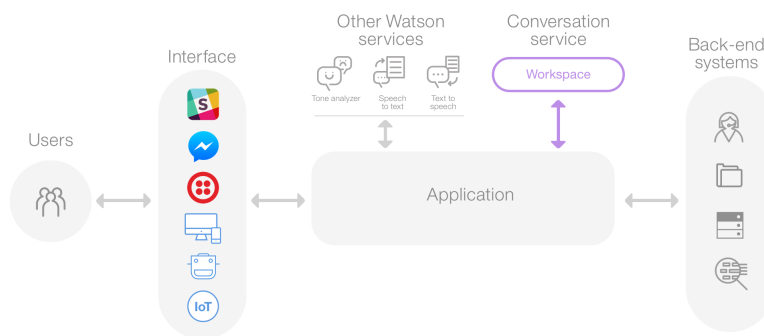 Other Watson
services
Conversation
service
Back-end
systems
Interface
Workspace
Tone analyzer
Speech
to text
Text to
speech
S
Users
Application
IoT